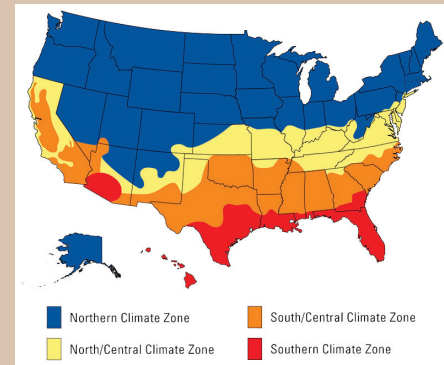 Northern Climate Zone
South/Central Climate Zone
North/Central Climate Zone
Southern Climate Zone